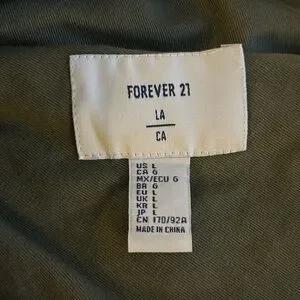 FOREVER 21
LA
CA
US L
CA G
MX/ECU G
BR G
EU L
UK L
KR L
JP L
CN 170/92A
MADE IN CHINA